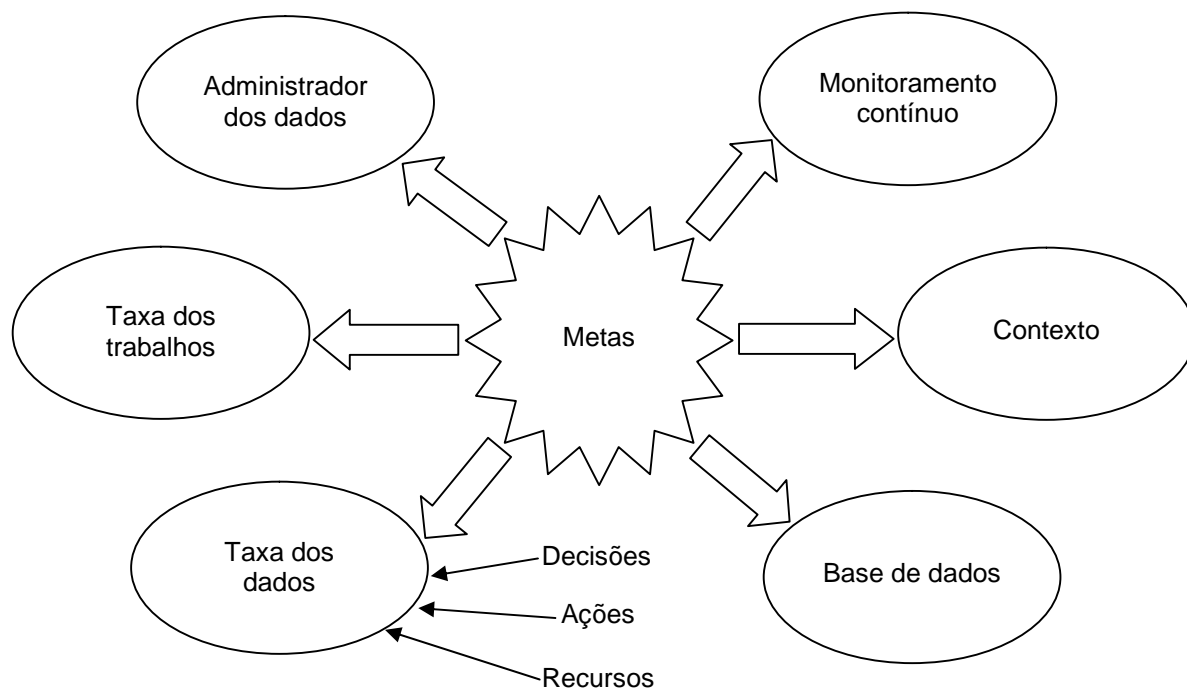 Administrador
dos dados
Monitoramento
contínuo
Taxa dos
trabalhos
Metas
Contexto
Taxa dos
dados
Decisões
Ações
Recursos
Base de dados